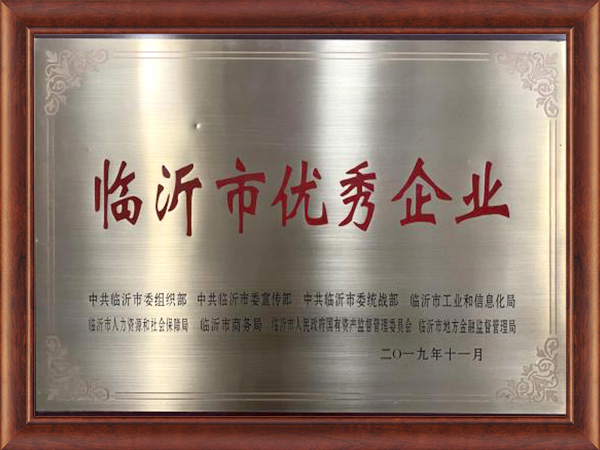 临沂市优秀企业
中共临沂市委组织部 中共临沂市委宣传部 中共临沂市委统战部 临沂市工业和信息化局
临沂市人力资源和社会保障局 临沂市商务局 临沂市人民政府国有资产监督管理委员会 临沂市地方金融监督管理局
二〇一九年十一月